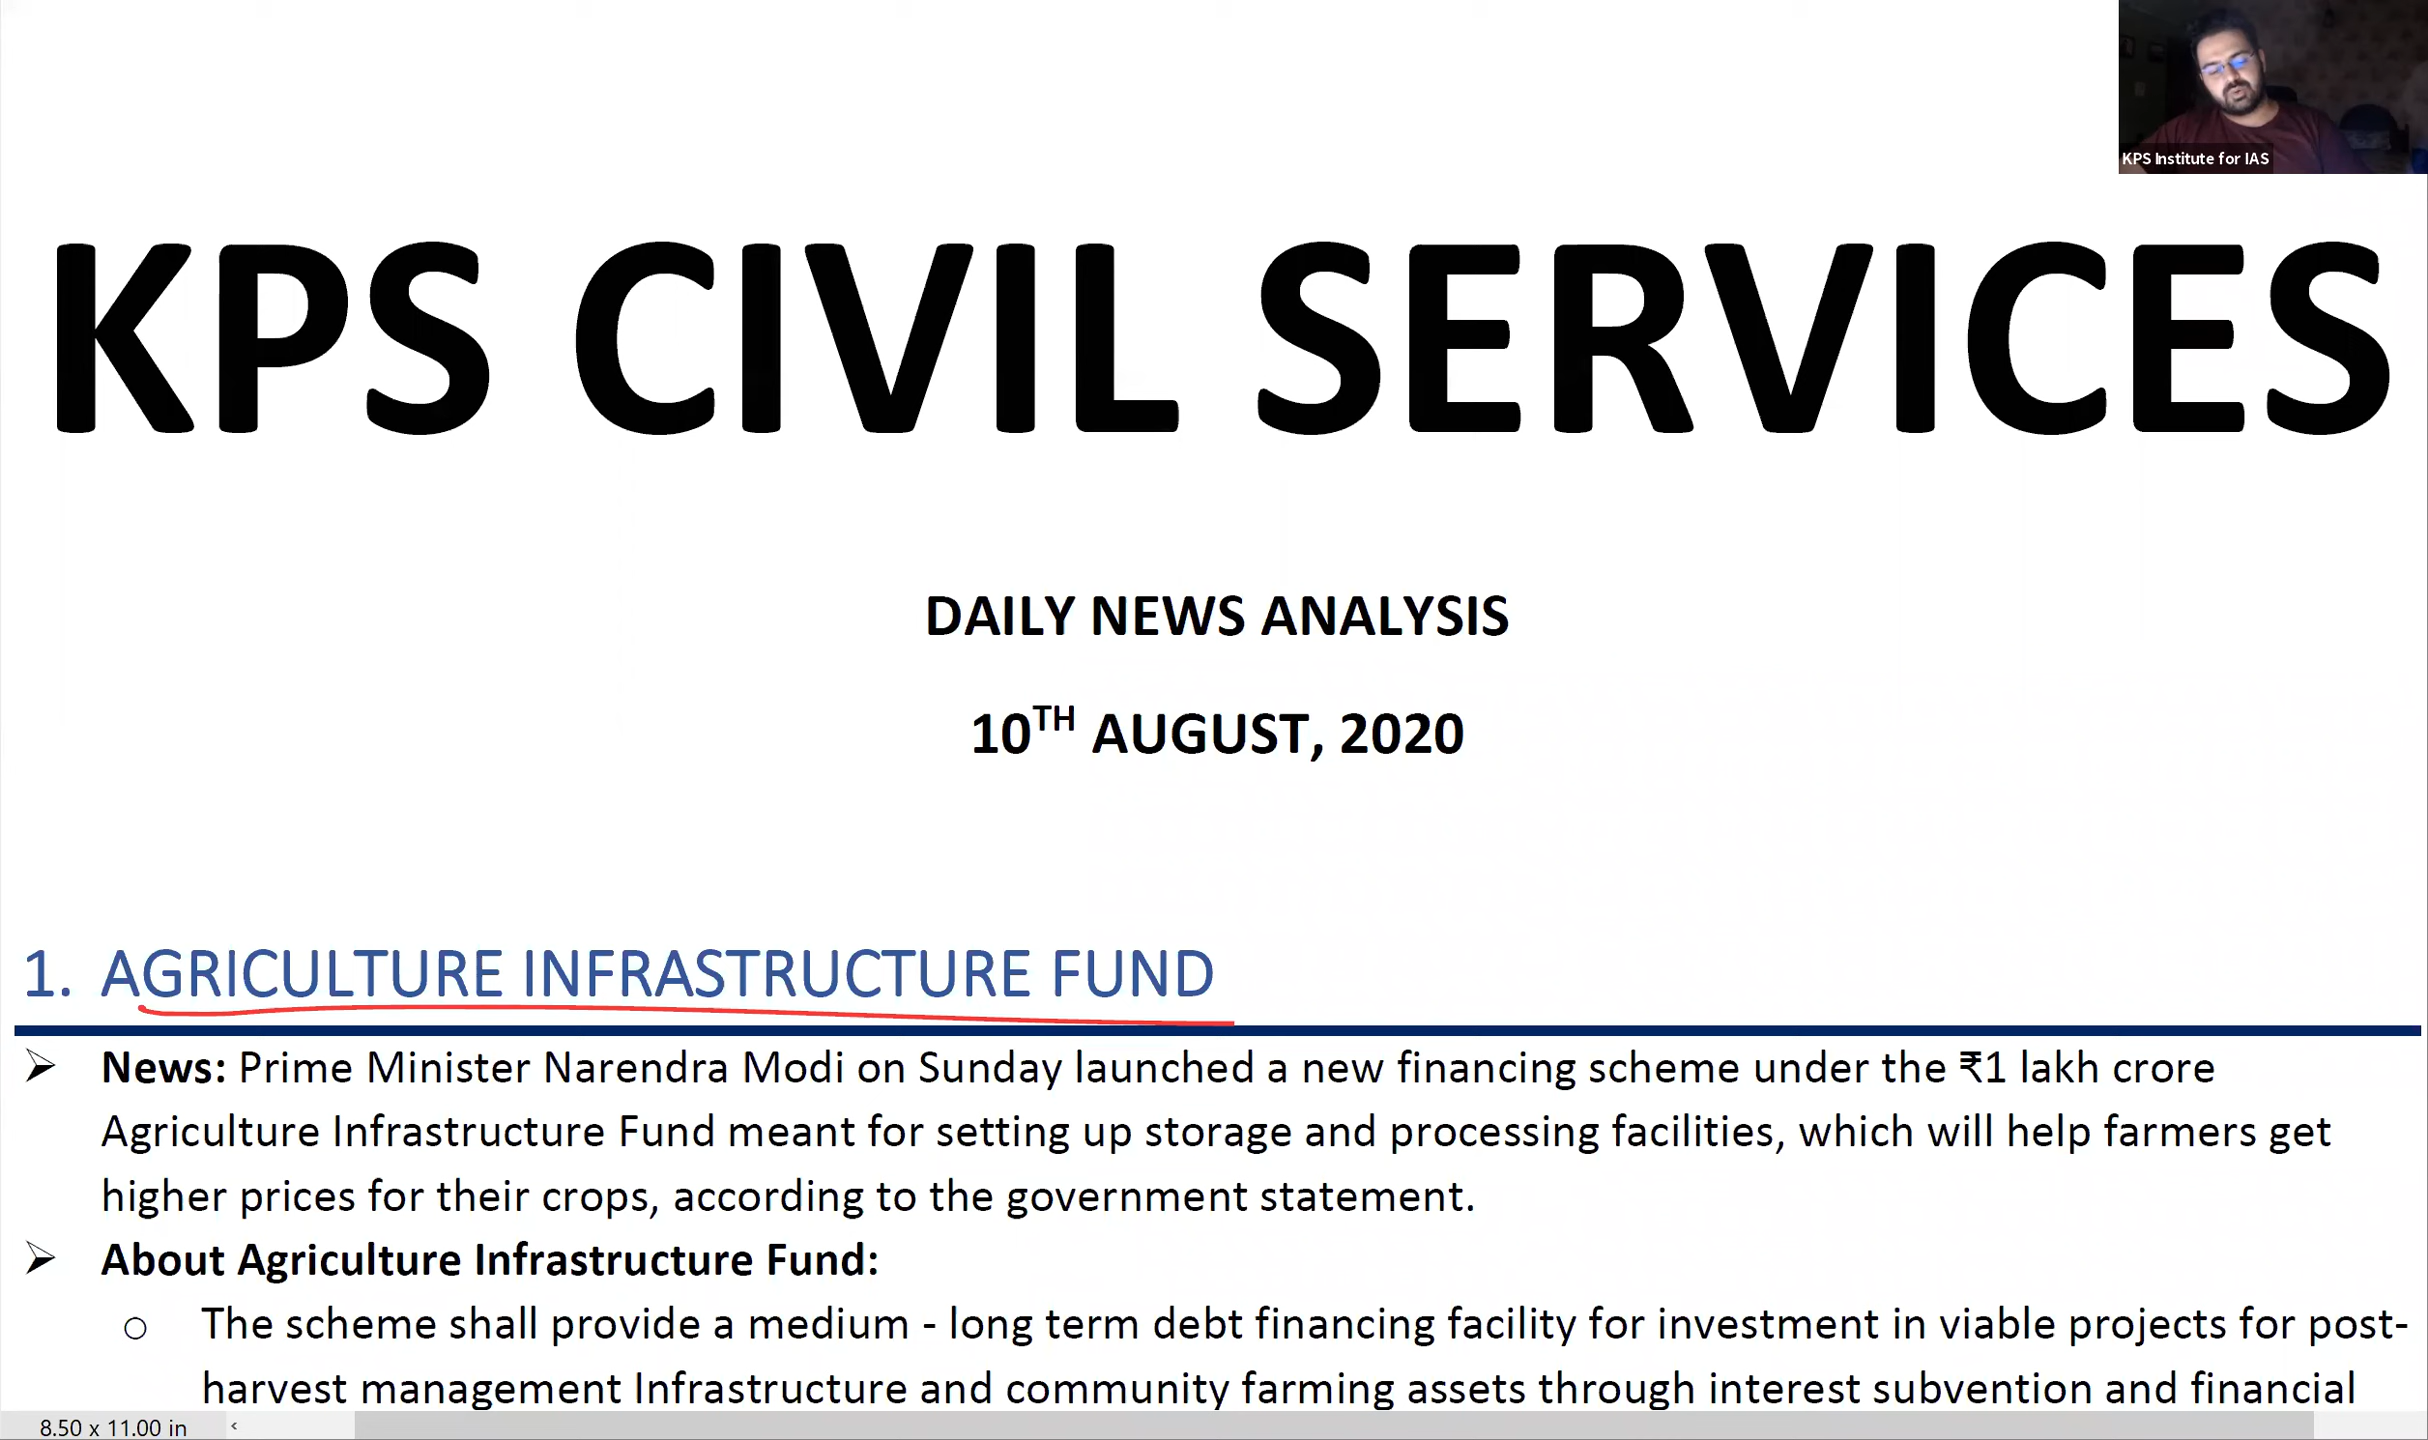 KPS Institute for IAS
KPS CIVIL SERVICES
DAILY NEWS ANALYSIS
10TH AUGUST, 2020
1. AGRICULTURE INFRASTRUCTURE FUND
➢ News: Prime Minister Narendra Modi on Sunday launched a new financing scheme under the ₹1 lakh crore
Agriculture Infrastructure Fund meant for setting up storage and processing facilities, which will help farmers get
higher prices for their crops, according to the government statement.
➢ About Agriculture Infrastructure Fund:
○ The scheme shall provide a medium - long term debt financing facility for investment in viable projects for post-
harvest management Infrastructure and community farming assets through interest subvention and financial
8.50 x 11.00 in